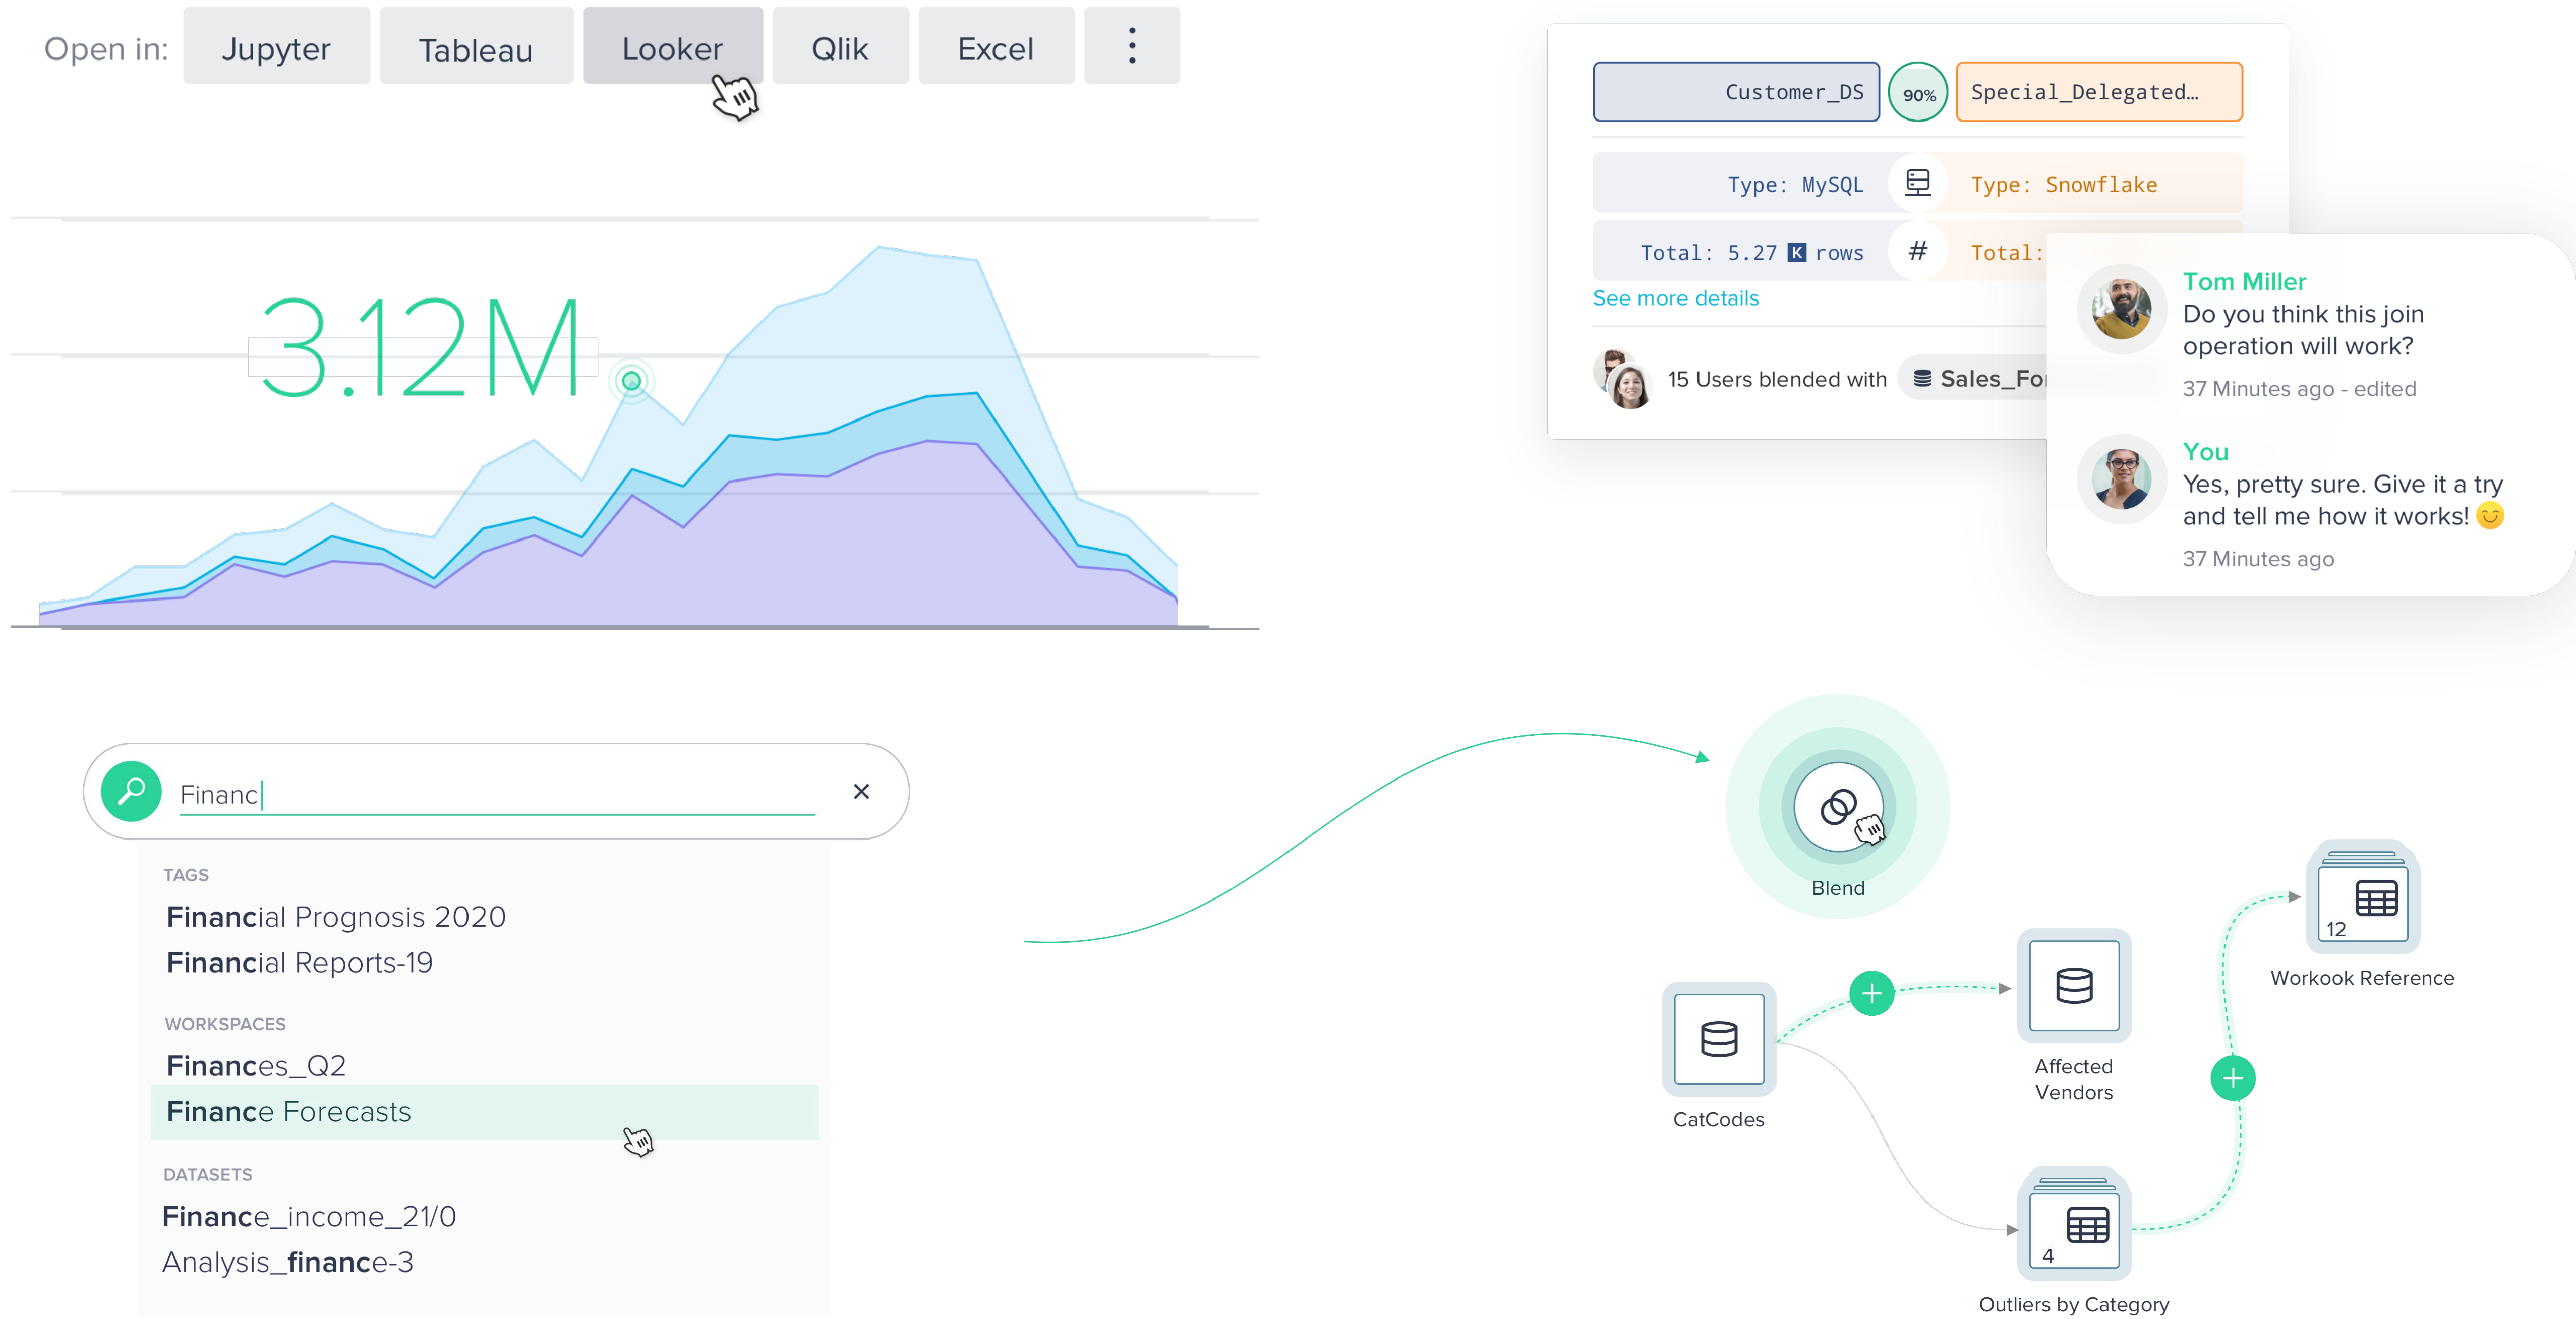 Open in: Jupyter Tableau Looker Qlik Excel
3.12M
Customer_DS 90% Special_Delegated…
Type: MySQL Type: Snowflake
Total: 5.27 K rows # Total:
See more details
15 Users blended with
Tom Miller
Do you think this join
operation will work?
37 Minutes ago - edited
You
Yes, pretty sure. Give it a try
and tell me how it works! 😊
37 Minutes ago
Financ
TAGS
Financial Prognosis 2020
Financial Reports-19
WORKSPACES
Finances_Q2
Finance Forecasts
DATASETS
Finance_income_21/0
Analysis_finance-3
Blend
12
Workook Reference
Affected
Vendors
CatCodes
4
Outliers by Category